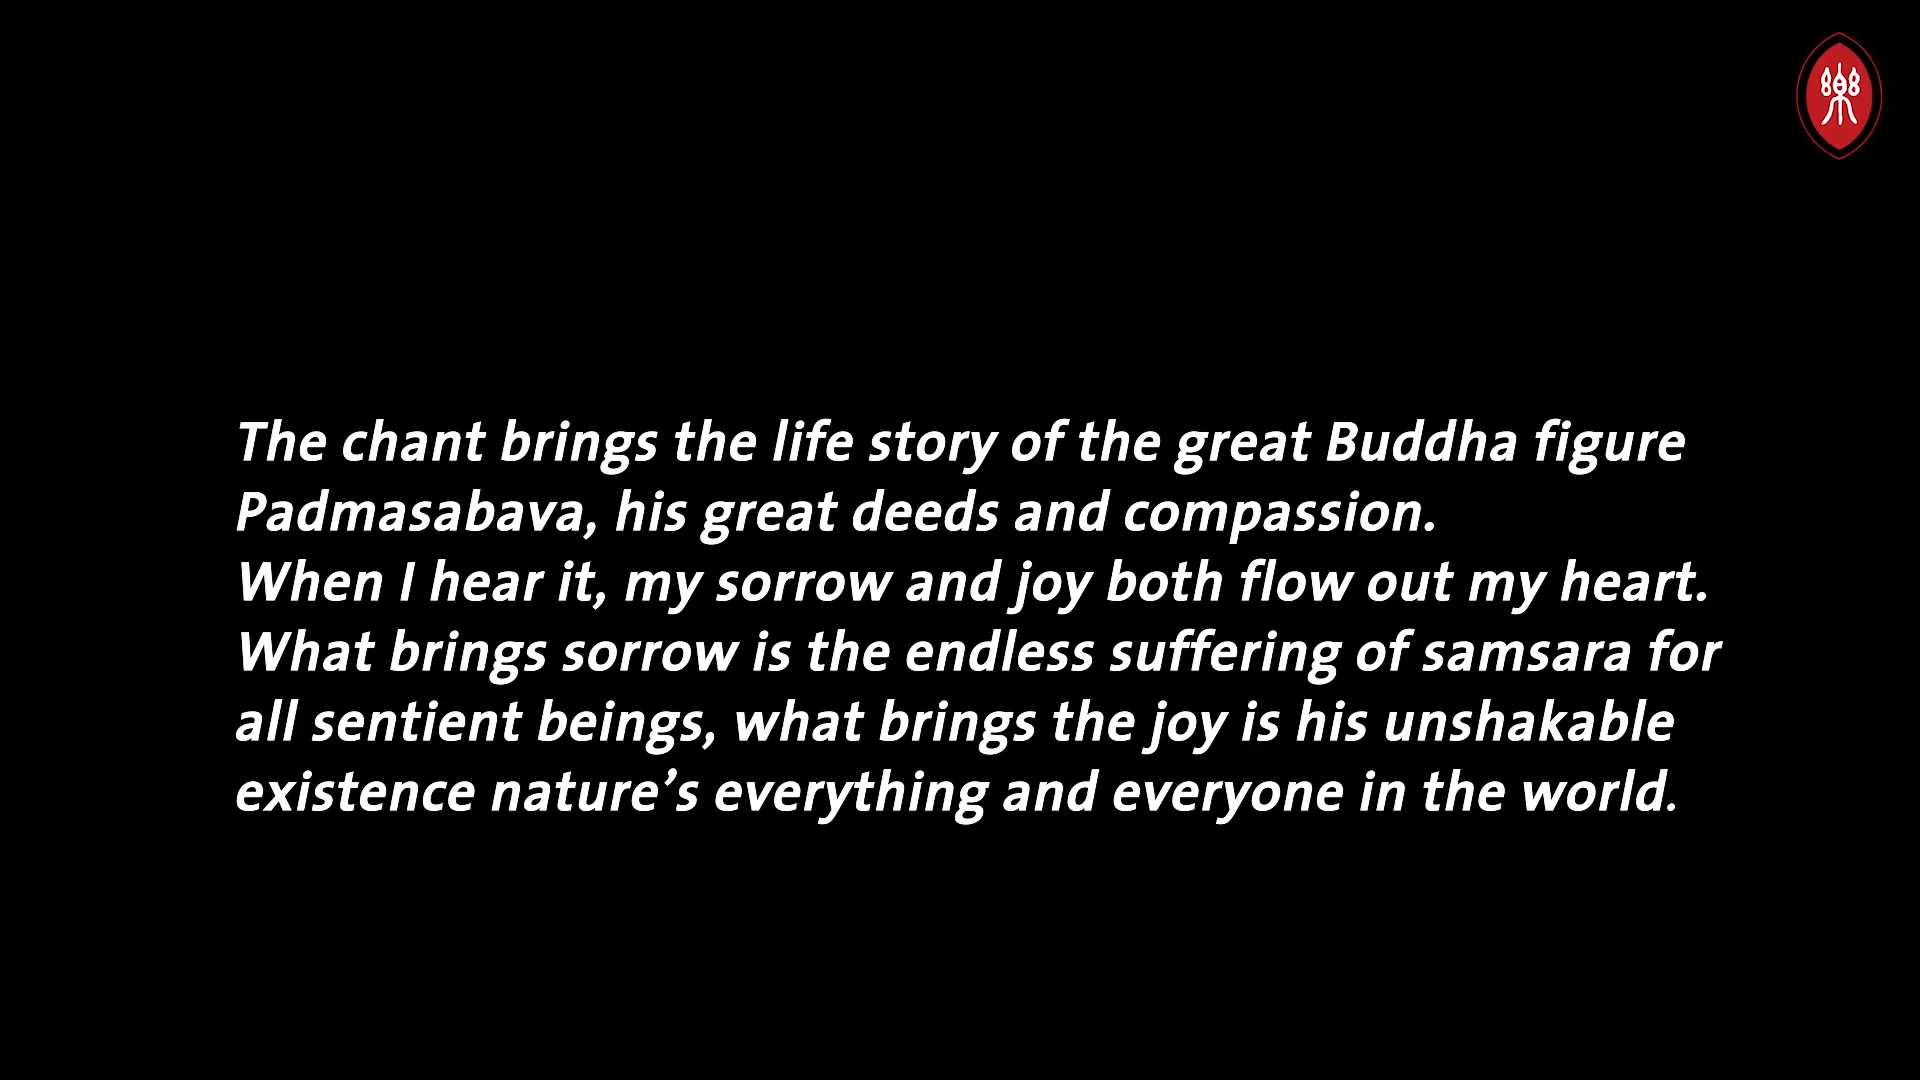 樂
The chant brings the life story of the great Buddha figure
Padmasabava, his great deeds and compassion.
When I hear it, my sorrow and joy both flow out my heart.
What brings sorrow is the endless suffering of samsara for
all sentient beings, what brings the joy is his unshakable
existence nature’s everything and everyone in the world.